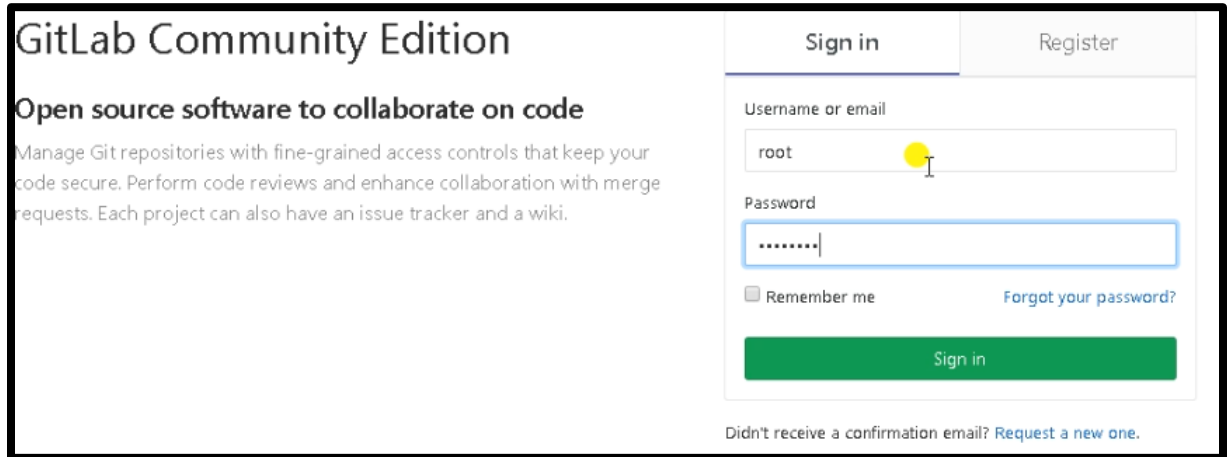 GitLab Community Edition
Open source software to collaborate on code
Manage Git repositories with fine-grained access controls that keep your
code secure. Perform code reviews and enhance collaboration with merge
requests. Each project can also have an issue tracker and a wiki.
Sign in Register
Username or email
root
Password
••••••••
Remember me Forgot your password?
Sign in
Didn't receive a confirmation email? Request a new one.